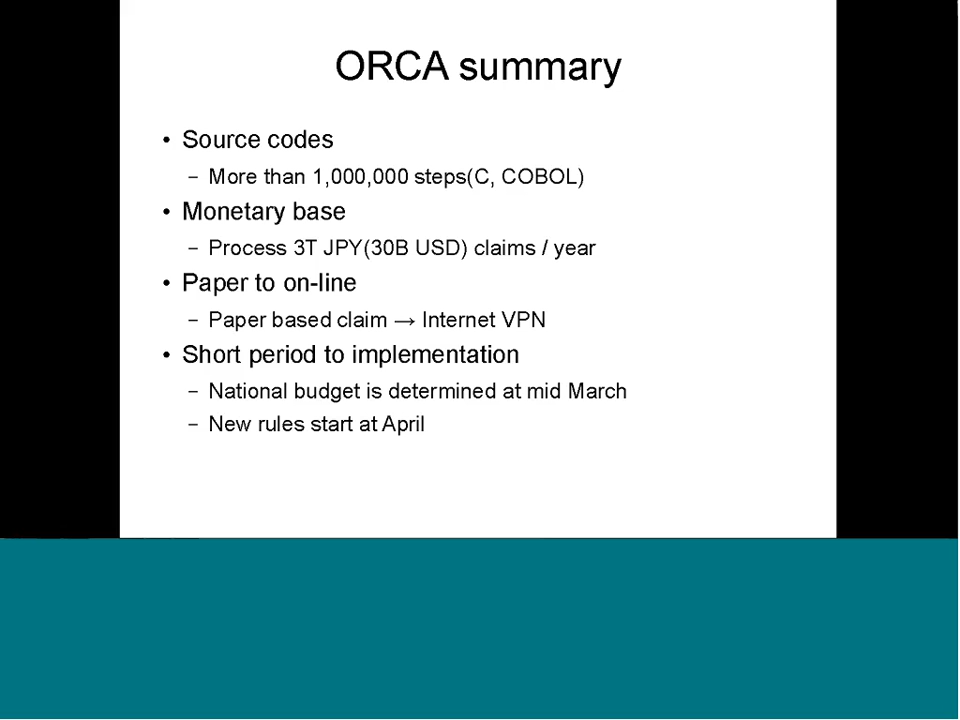 ORCA summary
• Source codes
– More than 1,000,000 steps(C, COBOL)
• Monetary base
– Process 3T JPY(30B USD) claims / year
• Paper to on-line
– Paper based claim → Internet VPN
• Short period to implementation
– National budget is determined at mid March
– New rules start at April